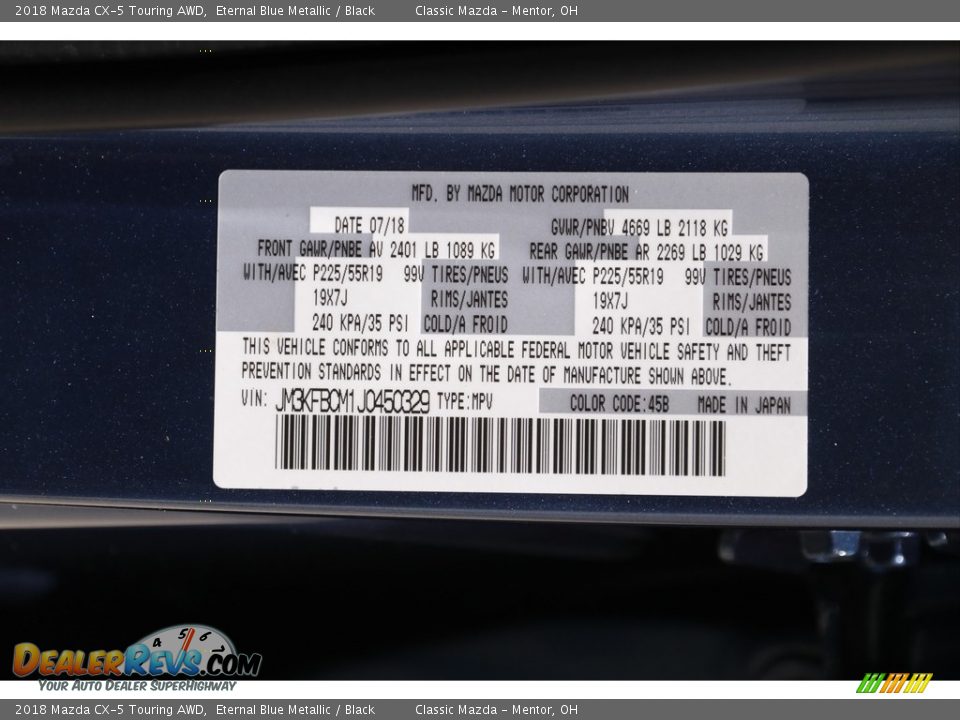 2018 Mazda CX-5 Touring AWD, Eternal Blue Metallic / Black Classic Mazda - Mentor, OH
MFD. BY MAZDA MOTOR CORPORATION
DATE 07/18 GVWR/PNBV 4669 LB 2118 KG
FRONT GAWR/PNBE AV 2401 LB 1089 KG REAR GAWR/PNBE AR 2269 LB 1029 KG
WITH/AVEC P225/55R19 99V TIRES/PNEUS WITH/AVEC P225/55R19 99V TIRES/PNEUS
19X7J RIMS/JANTES 19X7J RIMS/JANTES
240 KPA/35 PSI COLD/A FROID 240 KPA/35 PSI COLD/A FROID
THIS VEHICLE CONFORMS TO ALL APPLICABLE FEDERAL MOTOR VEHICLE SAFETY AND THEFT
PREVENTION STANDARDS IN EFFECT ON THE DATE OF MANUFACTURE SHOWN ABOVE.
VIN: JM3KFBCM1J0450329 TYPE:MPV COLOR CODE:45B MADE IN JAPAN
4 5 6
DEALERREVS.COM
YOUR AUTO DEALER SUPERHIGHWAY
2018 Mazda CX-5 Touring AWD, Eternal Blue Metallic / Black Classic Mazda - Mentor, OH